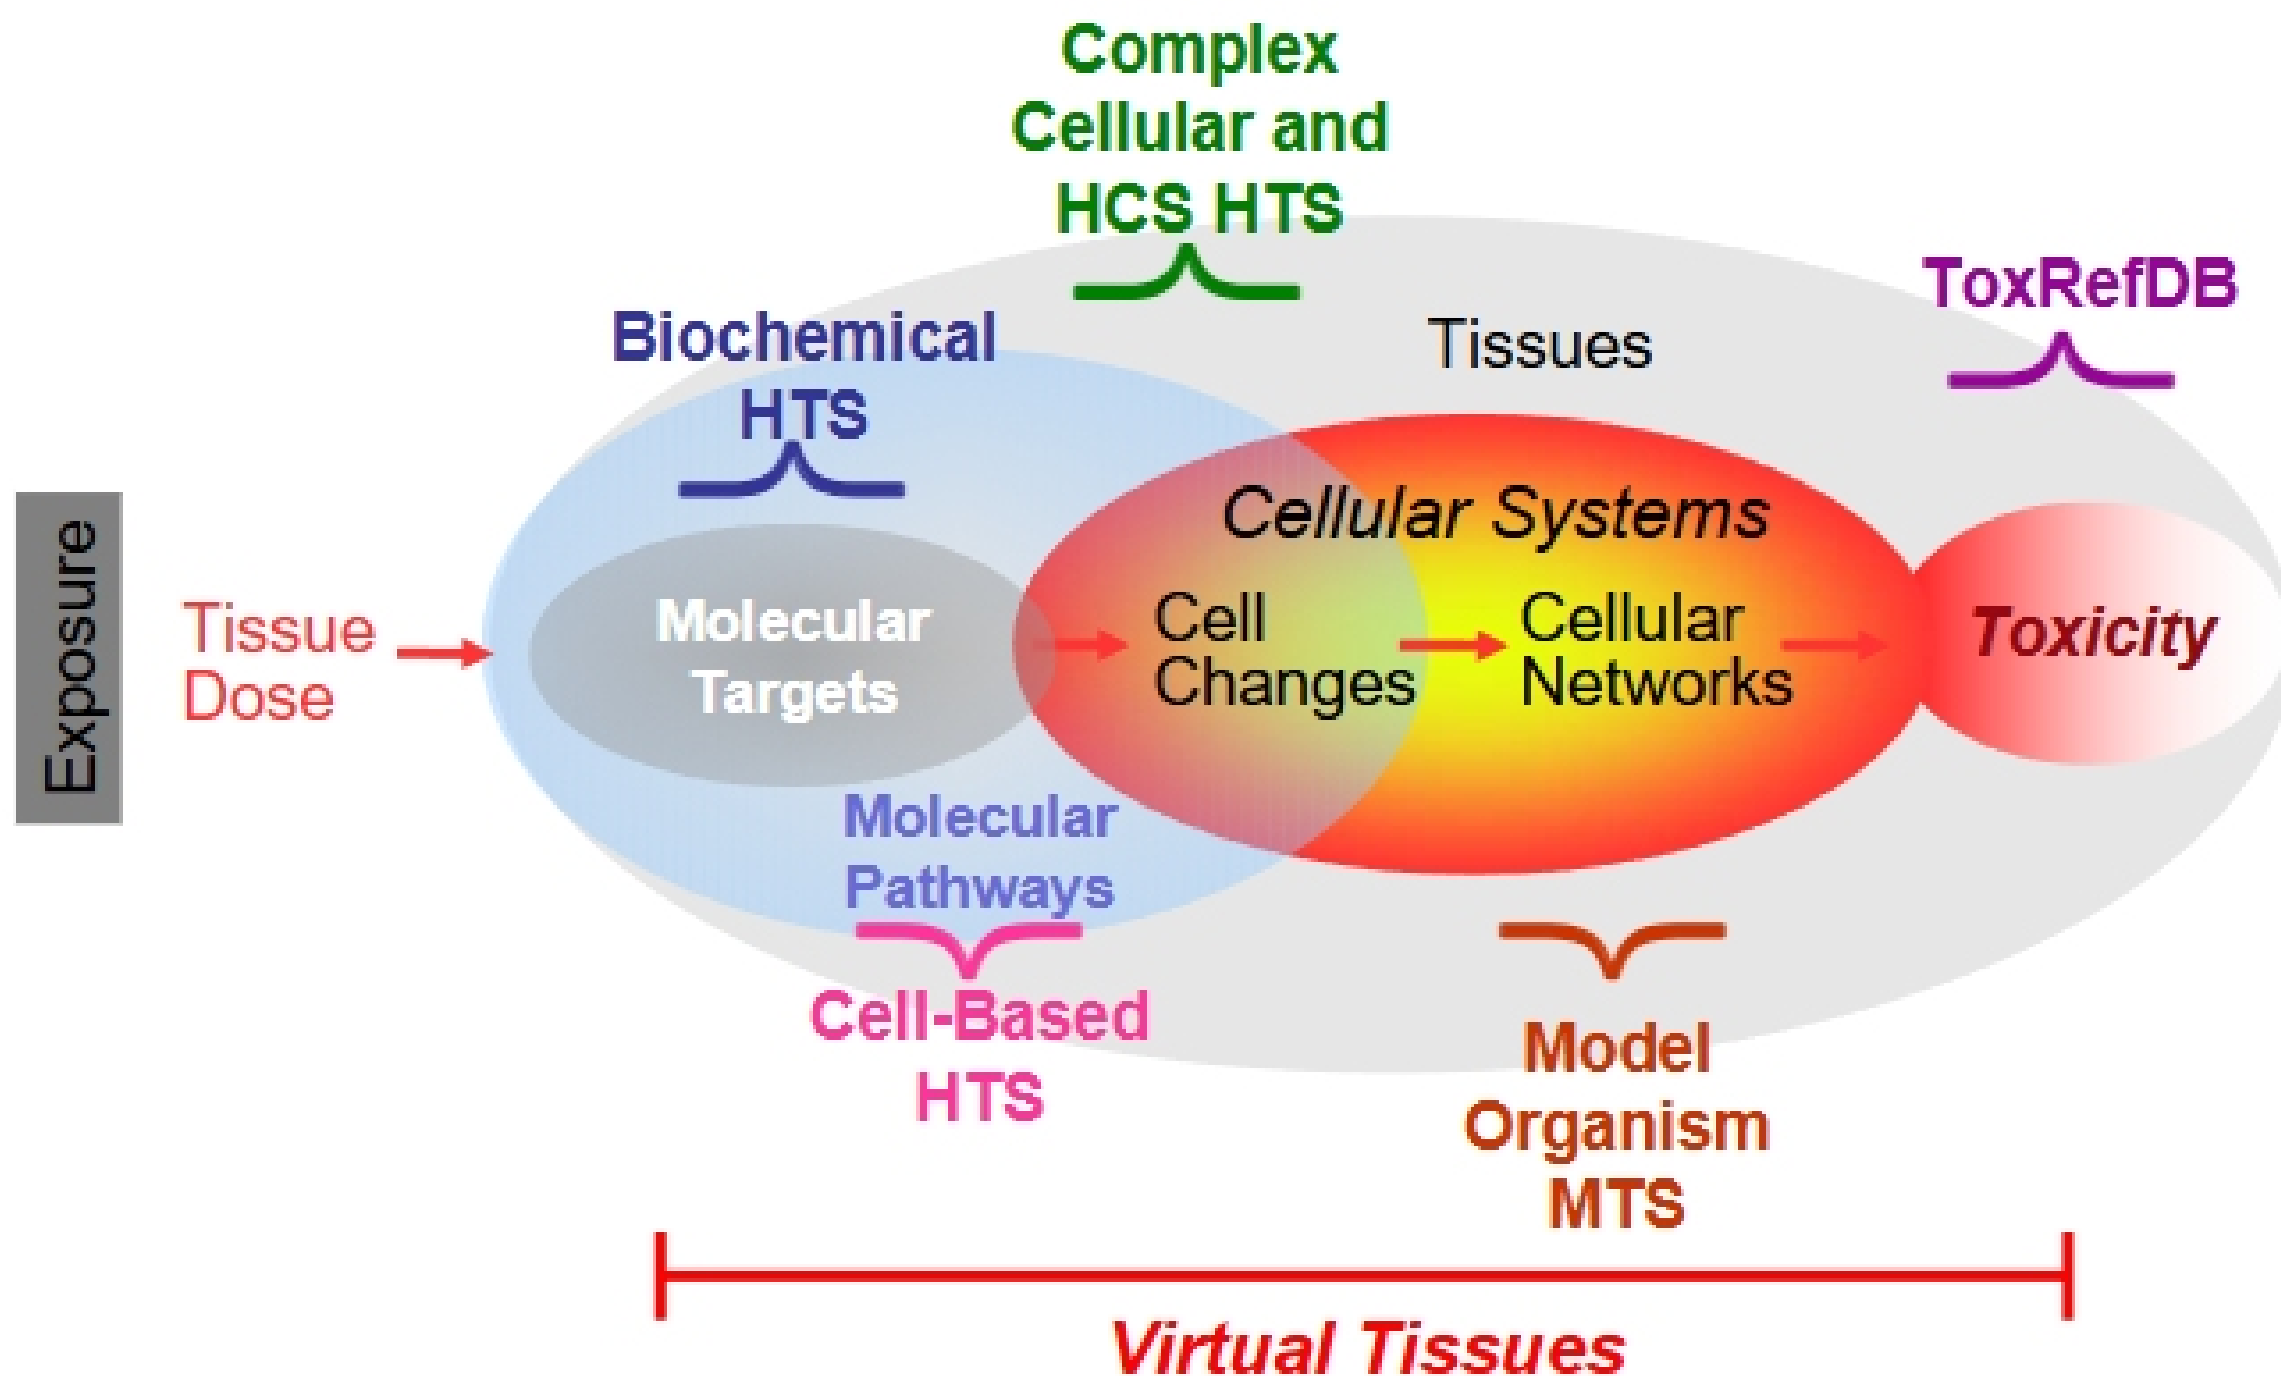 Complex
Cellular and
HCS HTS
ToxRefDB
Biochemical
HTS
Tissues
Cellular Systems
Exposure
Tissue
Dose
Molecular
Targets
Cell
Changes
Cellular
Networks
Toxicity
Molecular
Pathways
Cell-Based
HTS
Model
Organism
MTS
Virtual Tissues